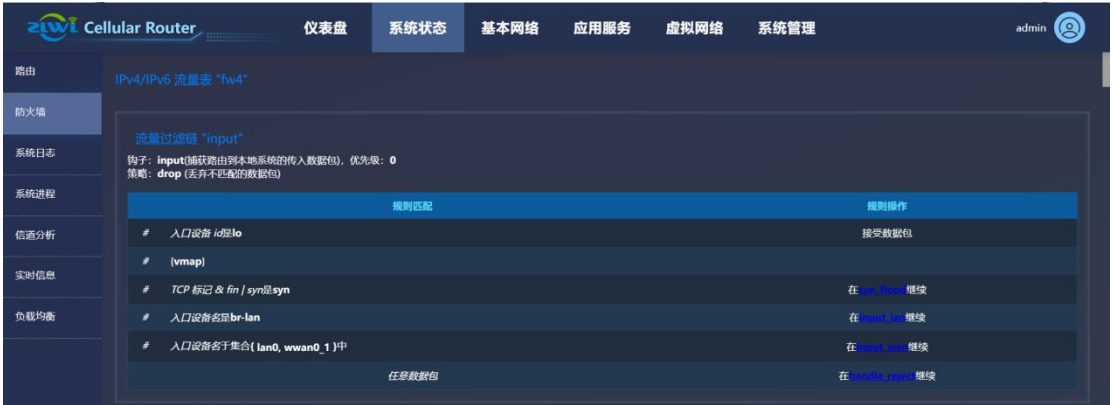 ZIWI Cellular Router 仪表盘 系统状态 基本网络 应用服务 虚拟网络 系统管理 admin
路由
防火墙
系统日志
系统进程
信道分析
实时信息
负载均衡
IPv4/IPv6 流量表 "fw4"
流量过滤链 "input"
钩子：input(捕获路由到本地系统的传入数据包)，优先级：0
策略：drop (丢弃不匹配的数据包)
规则匹配 规则操作
# 入口设备 id是lo 接受数据包
# (vmap)
# TCP 标记 & fin | syn是syn 在syn_flood继续
# 入口设备名是br-lan 在input_lan继续
# 入口设备名于集合{ lan0, wwan0_1 }中 在input_wan继续
任意数据包 在handle_reject继续